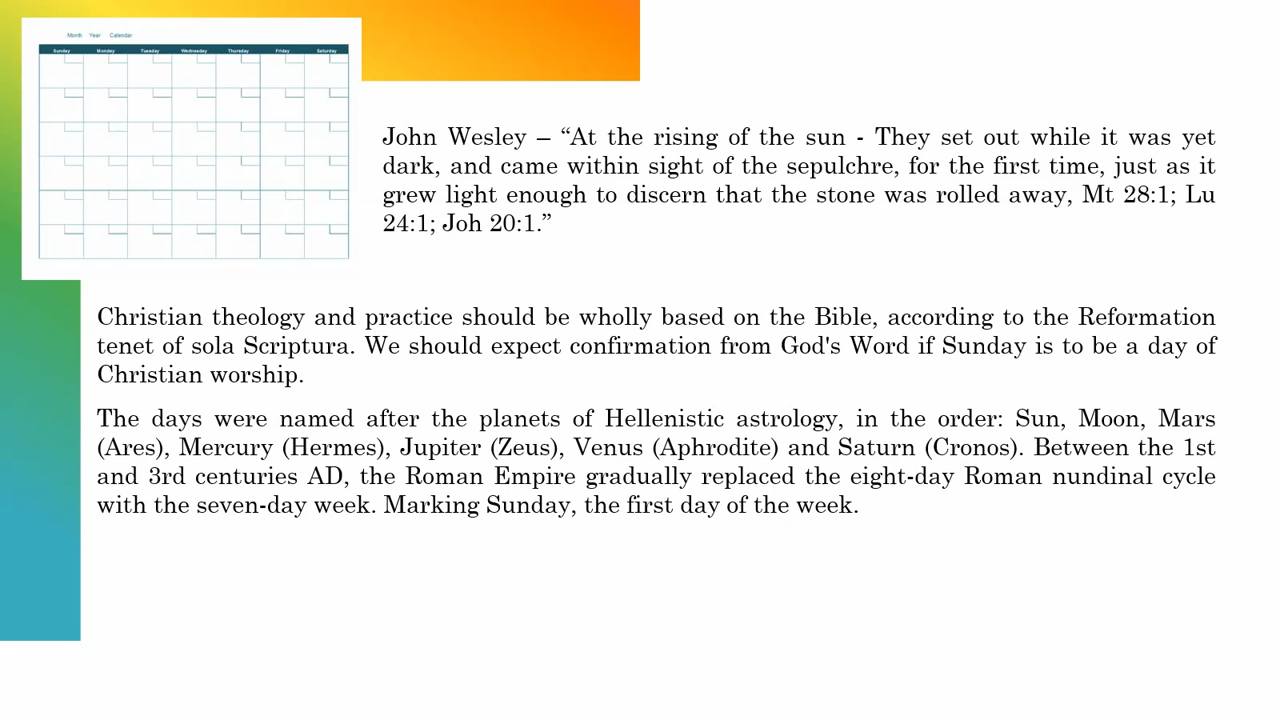 Month Year Calendar
Sunday Monday Tuesday Wednesday Thursday Friday Saturday
John Wesley – “At the rising of the sun - They set out while it was yet
dark, and came within sight of the sepulchre, for the first time, just as it
grew light enough to discern that the stone was rolled away, Mt 28:1; Lu
24:1; Joh 20:1.”
Christian theology and practice should be wholly based on the Bible, according to the Reformation
tenet of sola Scriptura. We should expect confirmation from God's Word if Sunday is to be a day of
Christian worship.
The days were named after the planets of Hellenistic astrology, in the order: Sun, Moon, Mars
(Ares), Mercury (Hermes), Jupiter (Zeus), Venus (Aphrodite) and Saturn (Cronos). Between the 1st
and 3rd centuries AD, the Roman Empire gradually replaced the eight-day Roman nundinal cycle
with the seven-day week. Marking Sunday, the first day of the week.